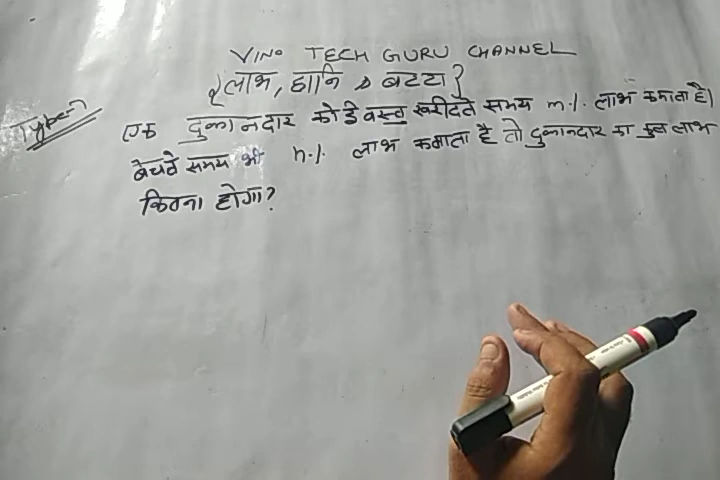 VINO TECH GURU CHANNEL
{लाभ, हानि & बट्टा}
Type-1
एक दुकानदार कोई वस्तु खरीदते समय m% लाभ कमाता है।
बेचते समय भी n% लाभ कमाता है तो दुकानदार का कुल लाभ
कितना होगा?